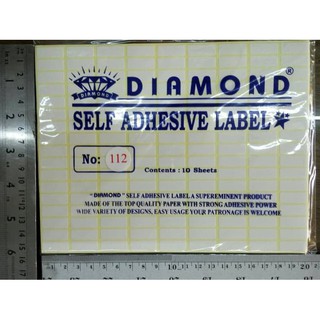 DIAMOND®
SELF ADHESIVE LABEL
No: 112
Contents : 10 Sheets
"DIAMOND" SELF ADHESIVE LABEL A SUPEREMINENT PRODUCT
MADE OF THE TOP QUALITY PAPER WITH STRONG ADHESIVE POWER
WIDE VARIETY OF DESIGNS, EASY USAGE YOUR PATRONAGE IS WELCOME